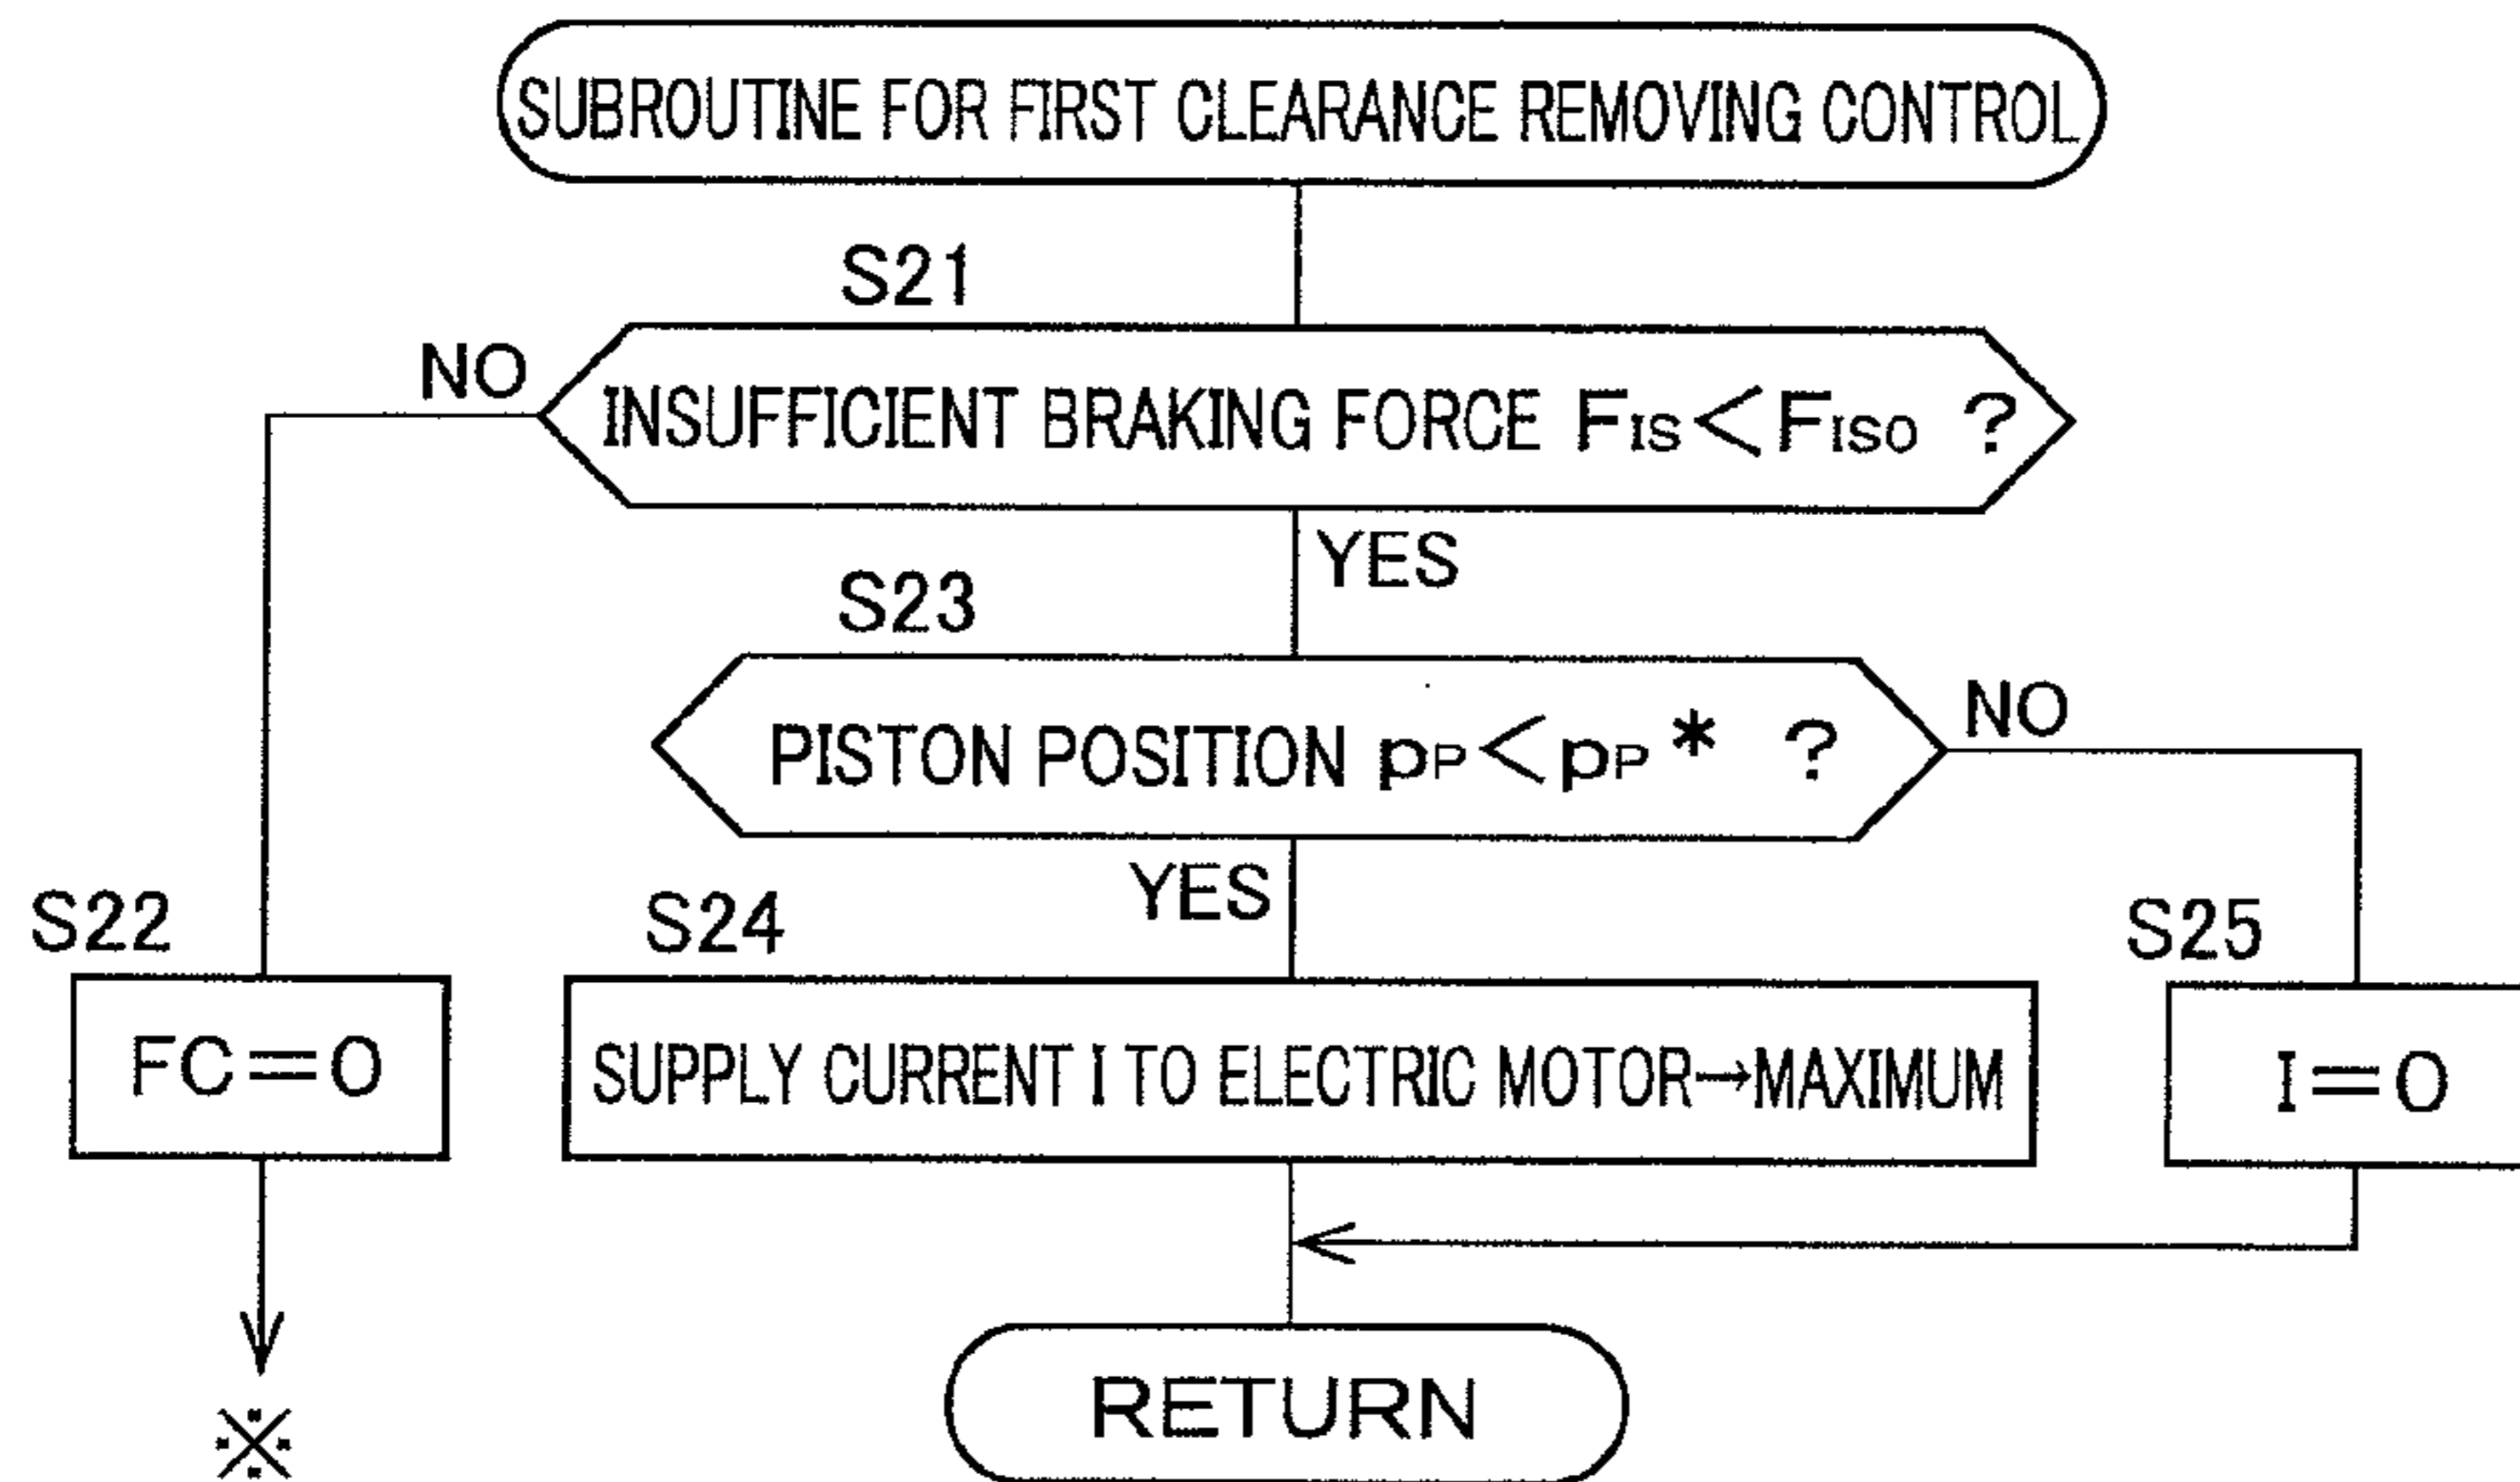 SUBROUTINE FOR FIRST CLEARANCE REMOVING CONTROL
S21
NO
INSUFFICIENT BRAKING FORCE FIS<FISO ?
YES
S23
PISTON POSITION pP<pP* ?
NO
YES
S22
S24
S25
FC=0
SUPPLY CURRENT I TO ELECTRIC MOTOR→MAXIMUM
I=0
※
RETURN